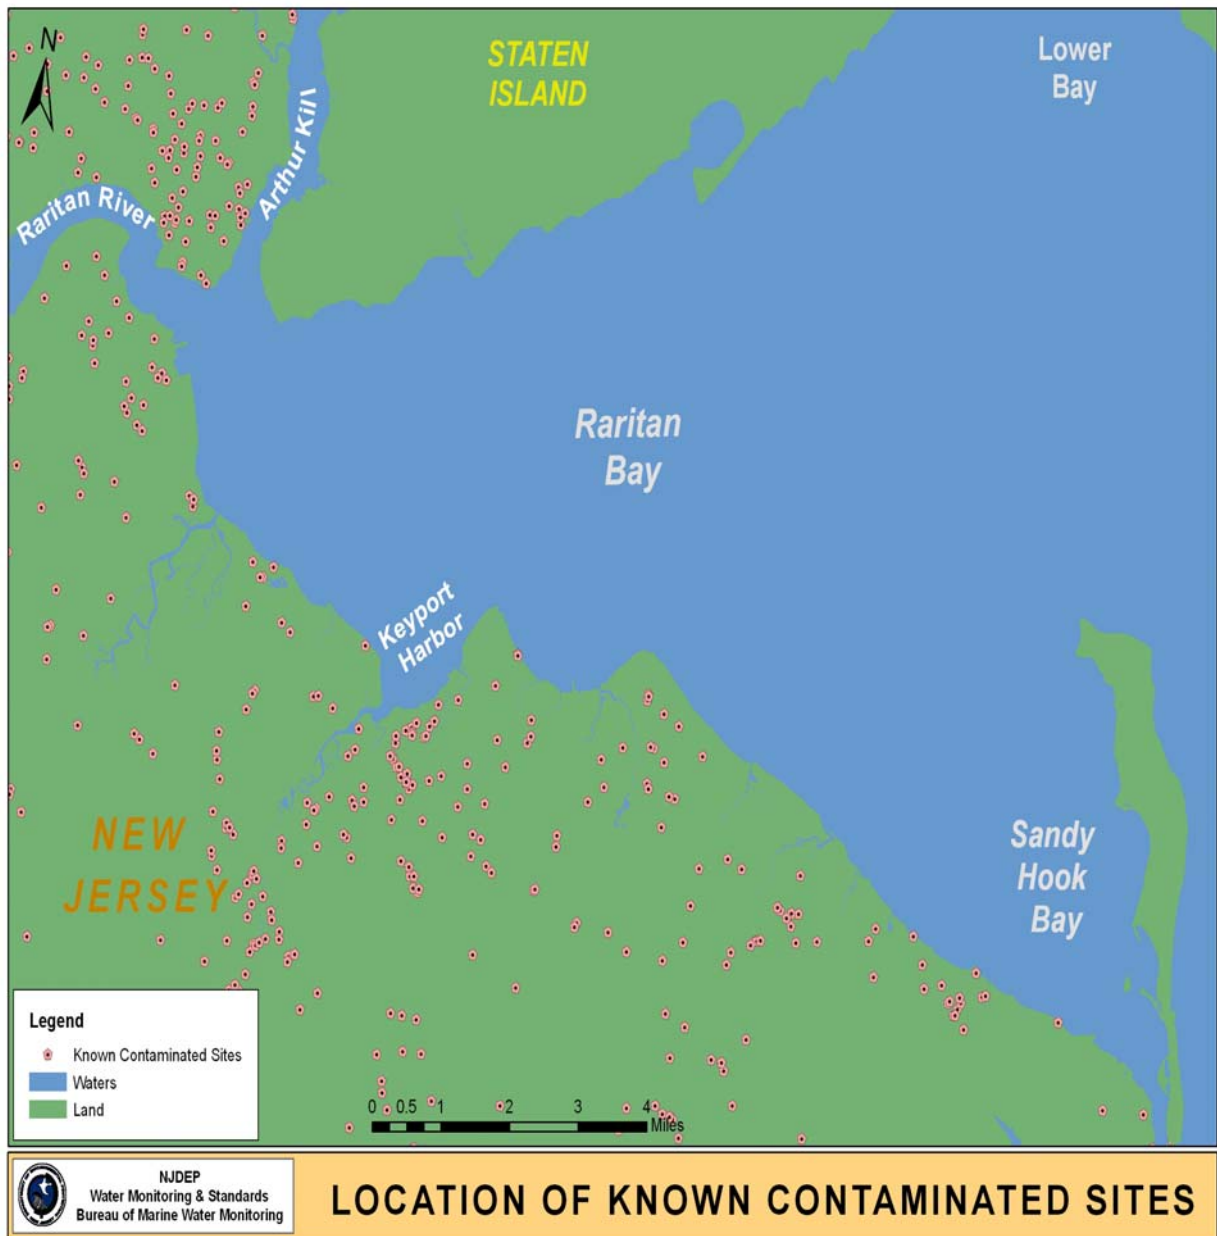 N
STATEN
ISLAND
Lower
Bay
Arthur Kill
Raritan River
Raritan
Bay
Keyport
Harbor
NEW
JERSEY
Sandy
Hook
Bay
Legend
Known Contaminated Sites
Waters
Land
0 0.5 1 2 3 4
Miles
NJDEP
Water Monitoring & Standards
Bureau of Marine Water Monitoring
LOCATION OF KNOWN CONTAMINATED SITES